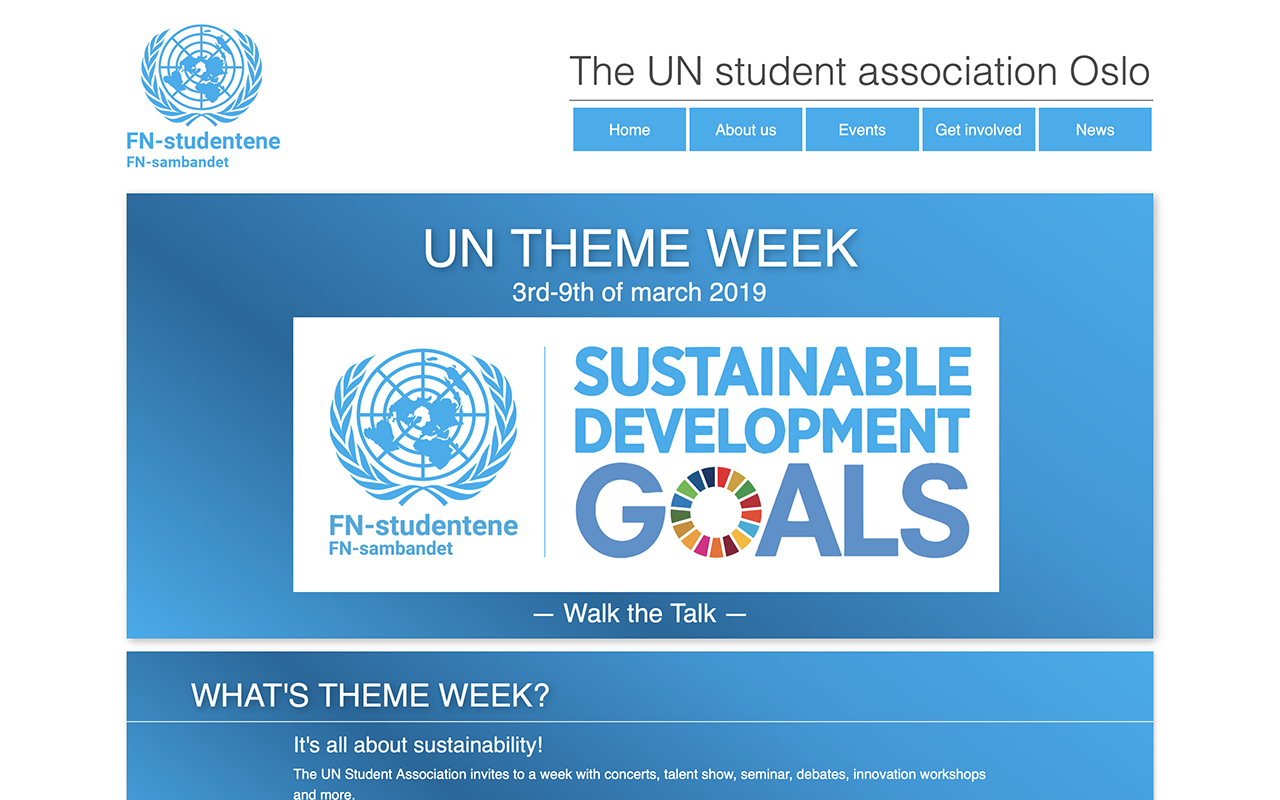 FN-studentene
FN-sambandet
The UN student association Oslo
Home
About us
Events
Get involved
News
UN THEME WEEK
3rd-9th of march 2019
FN-studentene
FN-sambandet
SUSTAINABLE
DEVELOPMENT
GOALS
— Walk the Talk —
WHAT'S THEME WEEK?
It's all about sustainability!
The UN Student Association invites to a week with concerts, talent show, seminar, debates, innovation workshops
and more.